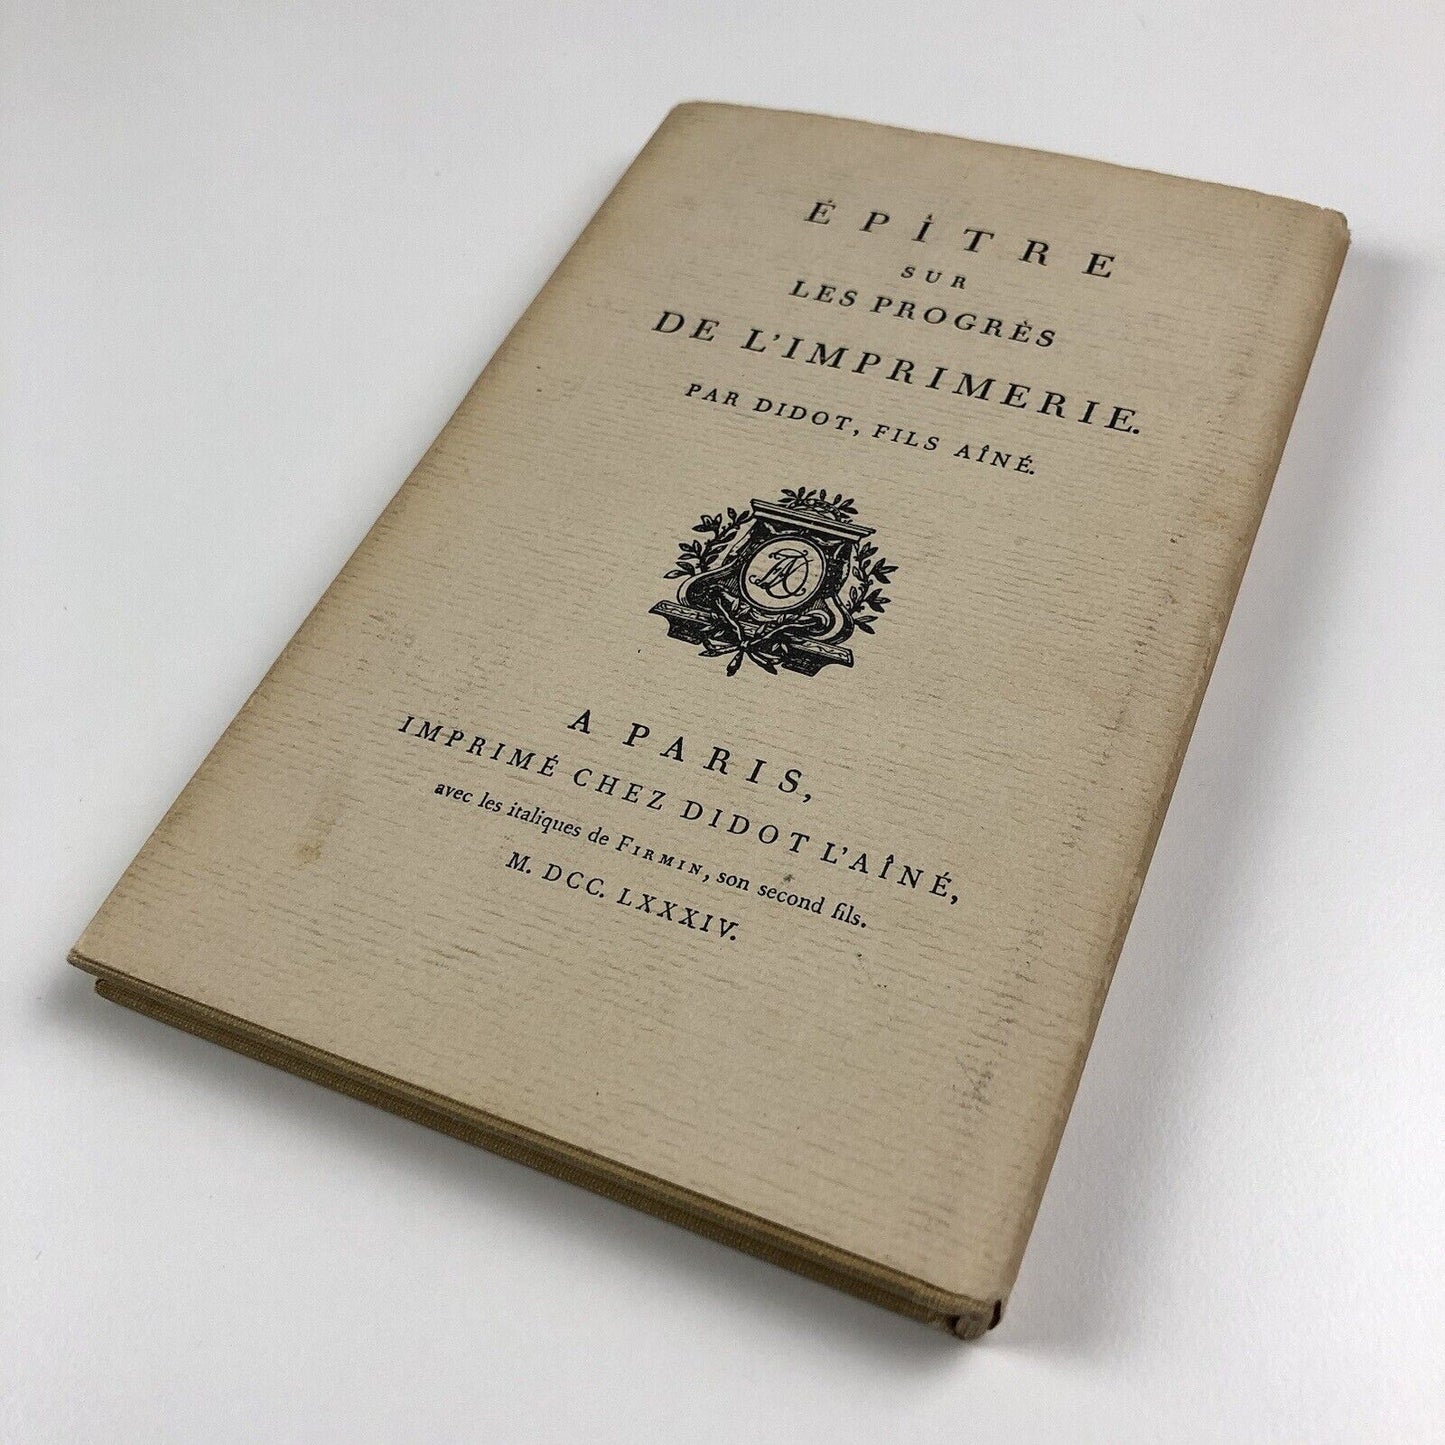 ÉPÎTRE
SUR
LES PROGRÈS
DE L'IMPRIMERIE.
PAR DIDOT, FILS AÎNÉ.
A PARIS,
IMPRIMÉ CHEZ DIDOT L'AÎNÉ,
avec les italiques de FIRMIN, son second fils.
M. DCC. LXXXIV.